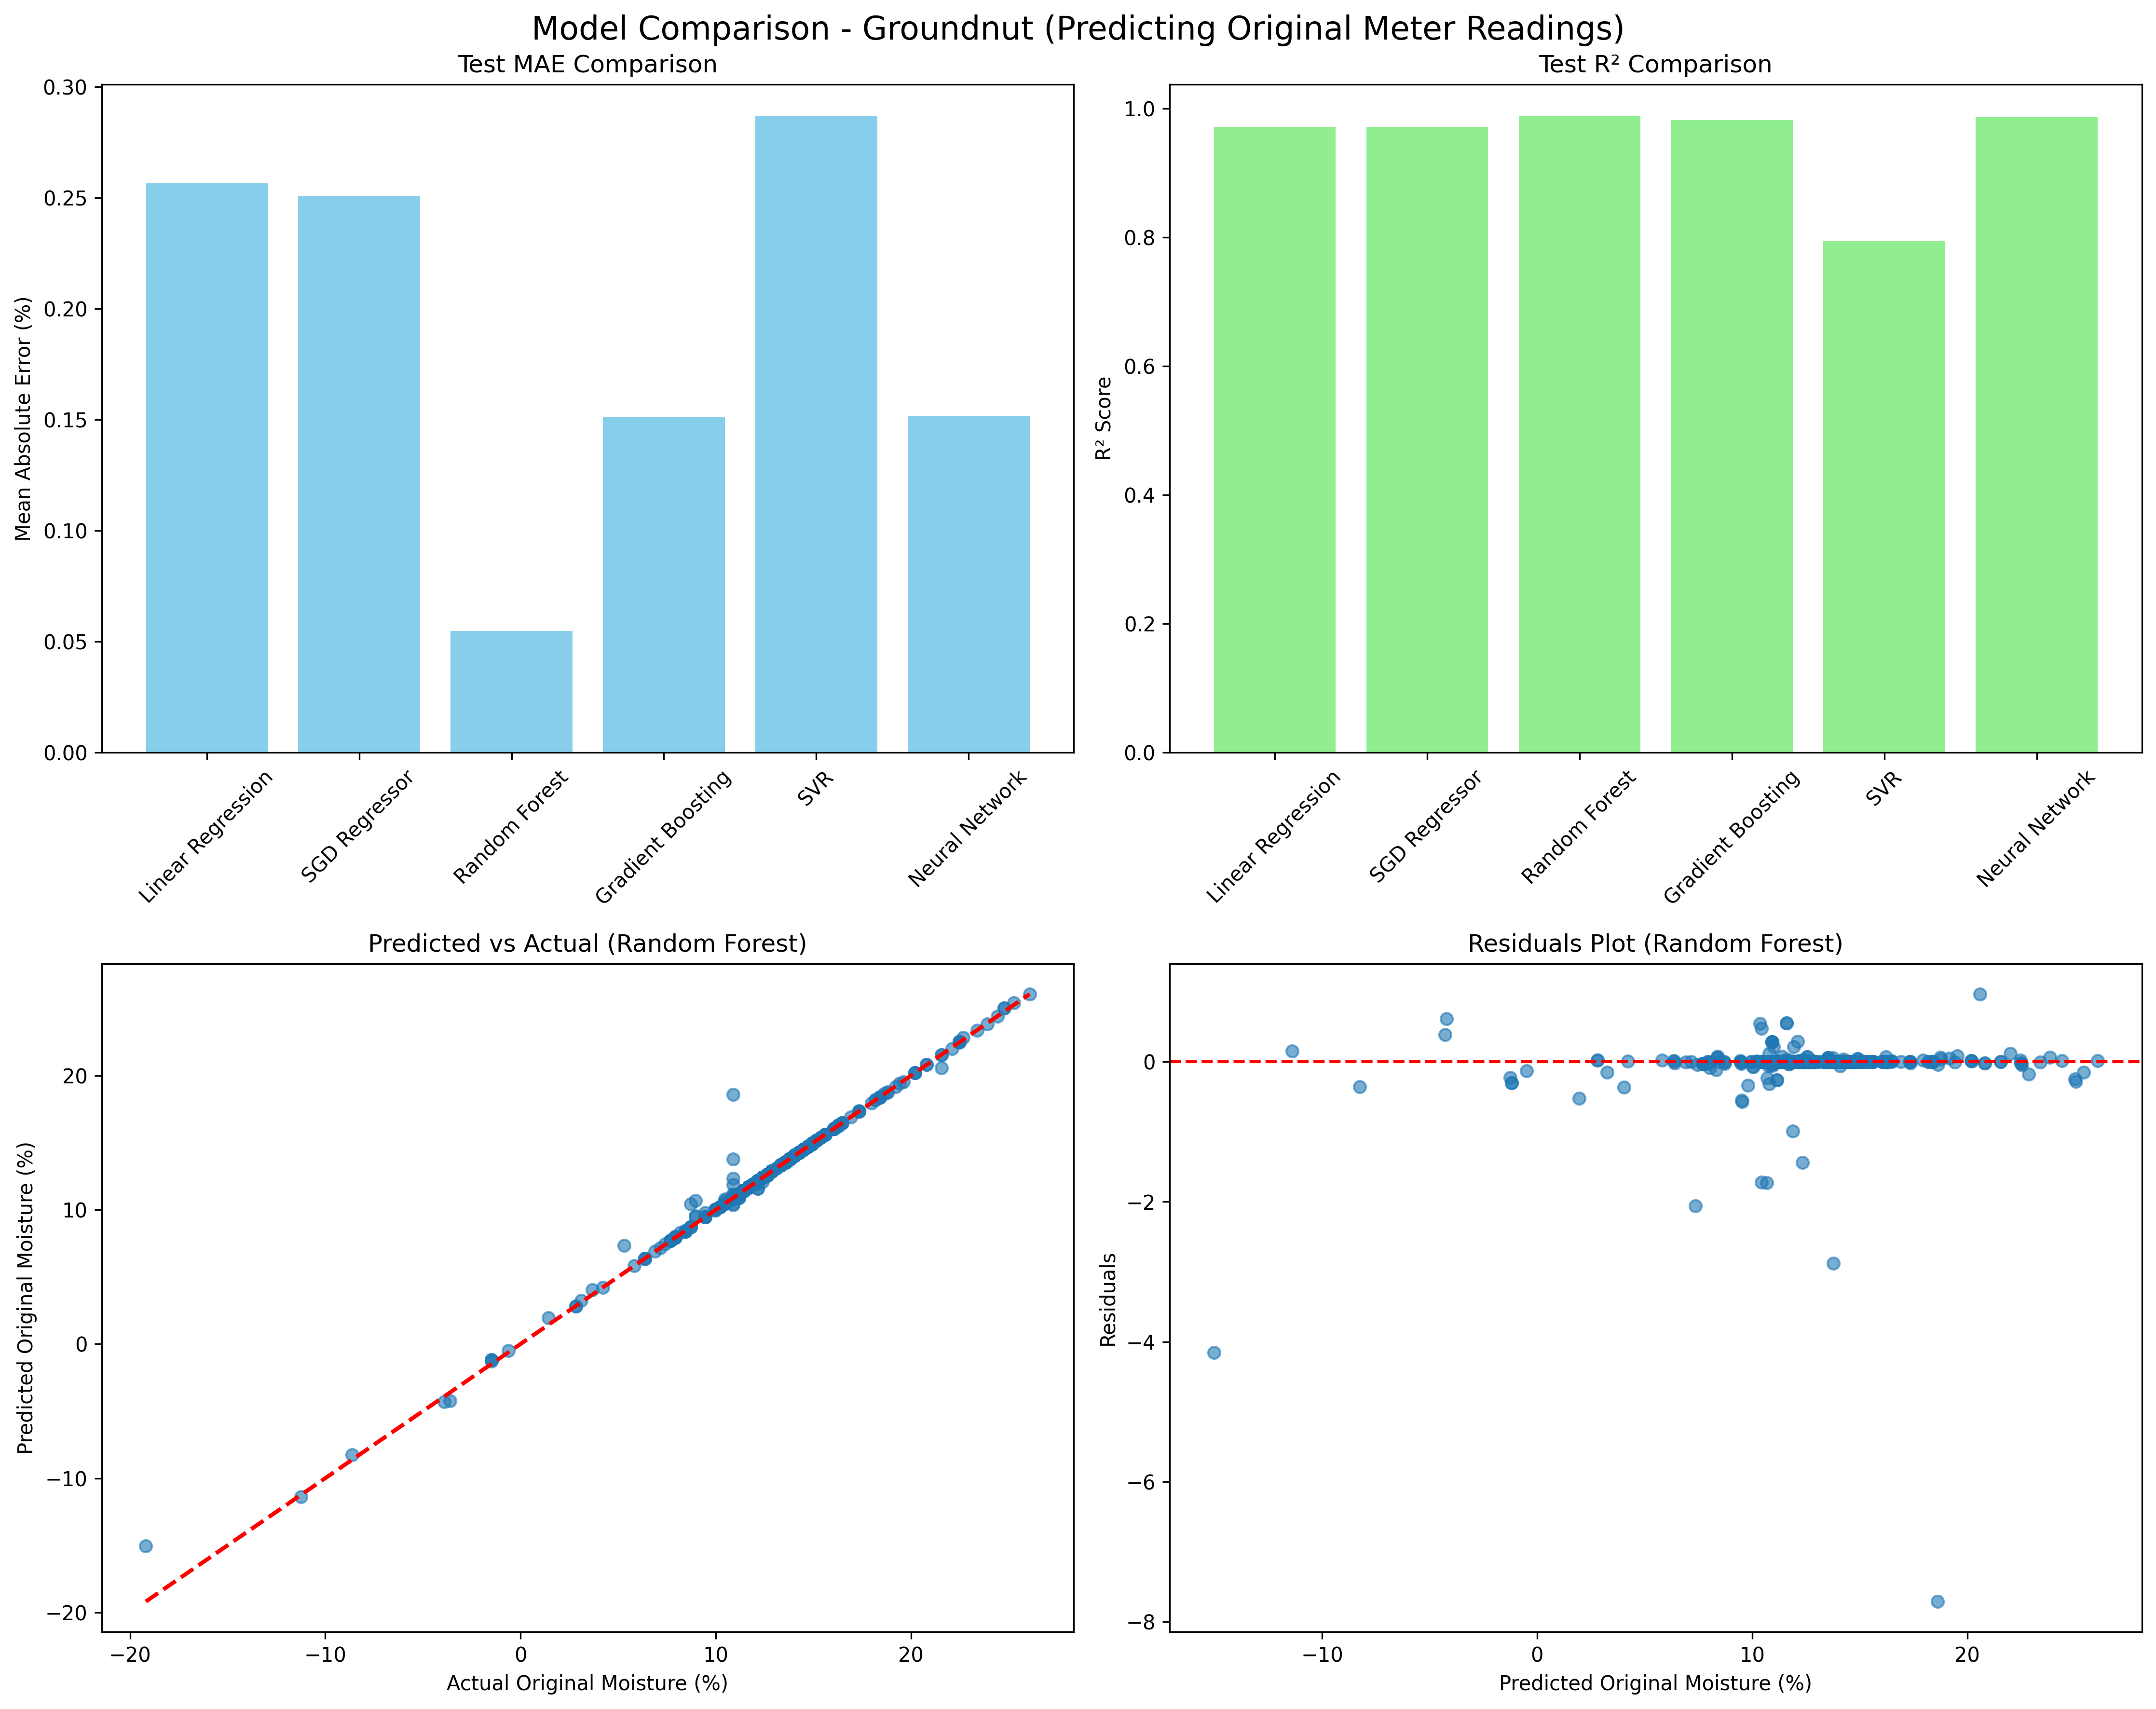 Model Comparison - Groundnut (Predicting Original Meter Readings)
Test MAE Comparison
Mean Absolute Error (%)
0.30
0.25
0.20
0.15
0.10
0.05
0.00
Linear Regression
SGD Regressor
Random Forest
Gradient Boosting
SVR
Neural Network
Test R² Comparison
R² Score
1.0
0.8
0.6
0.4
0.2
0.0
Linear Regression
SGD Regressor
Random Forest
Gradient Boosting
SVR
Neural Network
Predicted vs Actual (Random Forest)
Predicted Original Moisture (%)
20
10
0
−10
−20
−20
−10
0
10
20
Actual Original Moisture (%)
Residuals Plot (Random Forest)
Residuals
0
−2
−4
−6
−8
−10
0
10
20
Predicted Original Moisture (%)